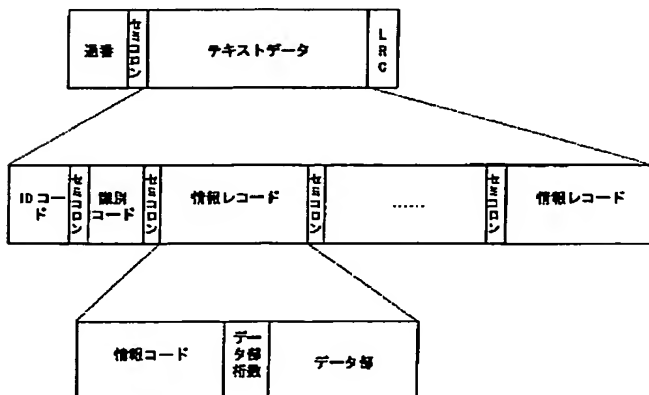 通番
セミコロン
テキストデータ
LRC
IDコード
セミコロン
識別コード
セミコロン
情報レコード
セミコロン
……
セミコロン
情報レコード
情報コード
データ部桁数
データ部